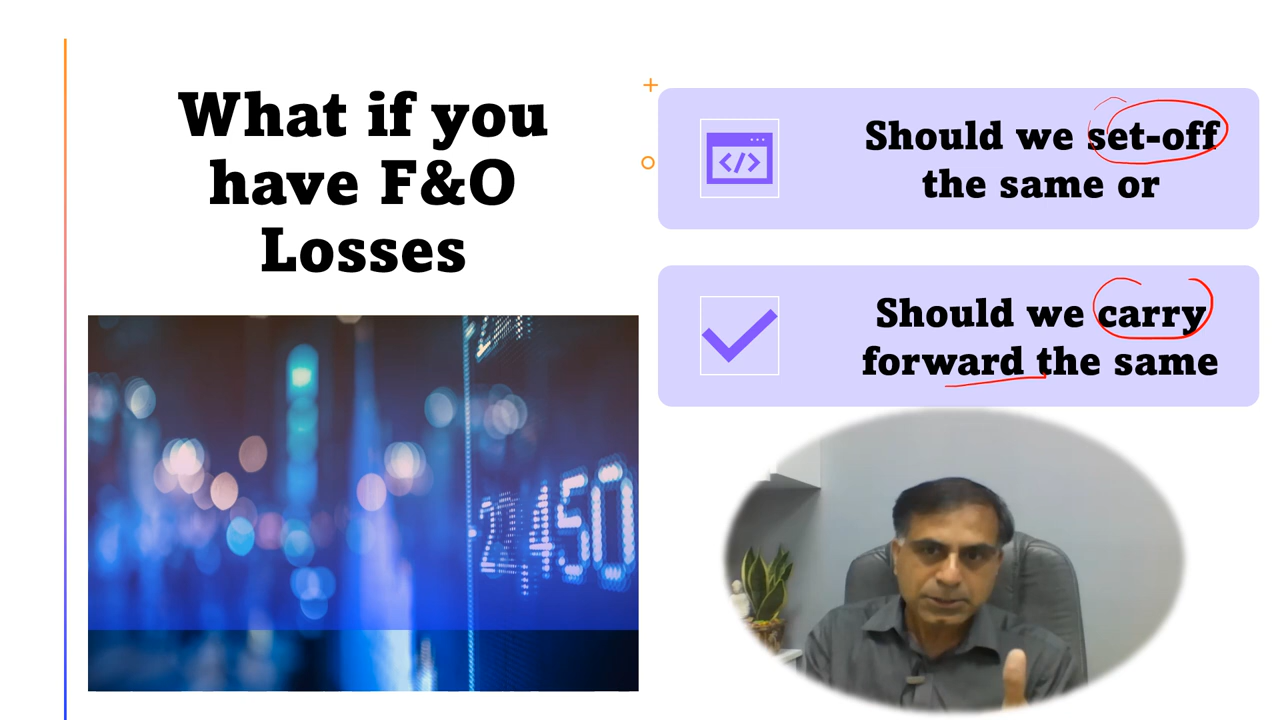 What if you
have F&O
Losses
Should we set-off
the same or
</>
Should we carry
forward the same